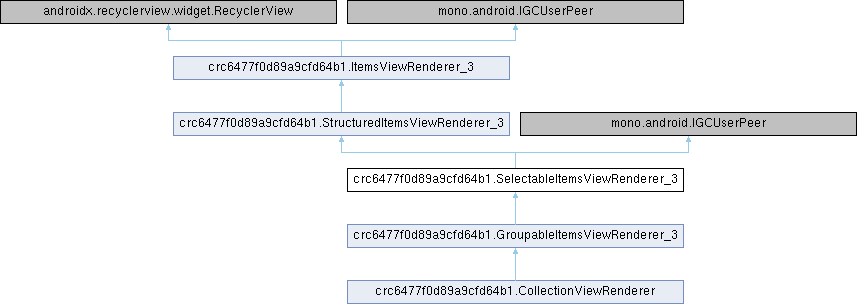 androidx.recyclerview.widget.RecyclerView
mono.android.IGCUserPeer
crc6477f0d89a9cfd64b1.ItemsViewRenderer_3
crc6477f0d89a9cfd64b1.StructuredItemsViewRenderer_3
mono.android.IGCUserPeer
crc6477f0d89a9cfd64b1.SelectableItemsViewRenderer_3
crc6477f0d89a9cfd64b1.GroupableItemsViewRenderer_3
crc6477f0d89a9cfd64b1.CollectionViewRenderer